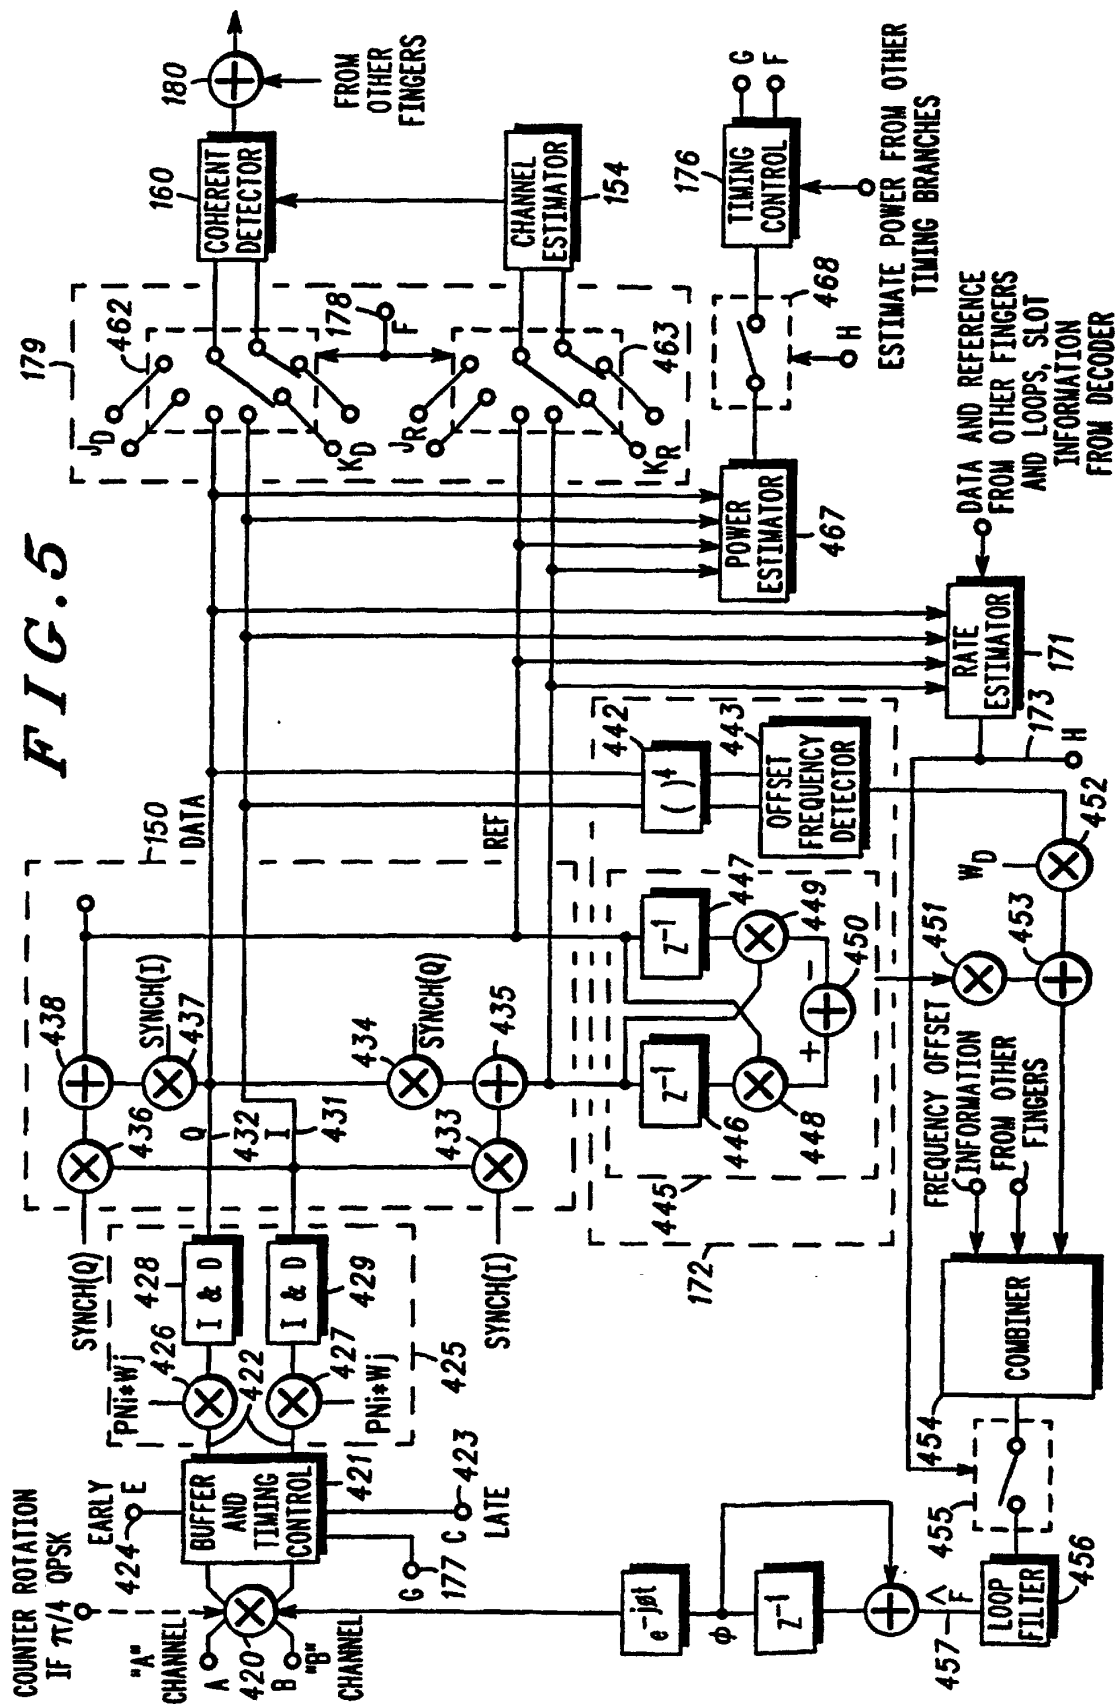 FIG.5
COUNTER ROTATION
IF π/4 QPSK
"A"
CHANNEL
A
420
B
"B"
CHANNEL
EARLY
424
E
BUFFER
AND
TIMING
CONTROL
421
G
177
C
423
LATE
422
PNi*Wj
426
427
PNi*Wj
425
428
I & D
I & D
429
SYNCH(Q)
SYNCH(I)
436
438
SYNCH(I)
437
Q
432
I
431
434
SYNCH(Q)
433
435
150
DATA
REF
179
JD
462
KD
178
F
JR
463
KR
160
COHERENT
DETECTOR
180
FROM
OTHER
FINGERS
CHANNEL
ESTIMATOR
154
POWER
ESTIMATOR
467
468
H
176
TIMING
CONTROL
G
F
ESTIMATE POWER FROM OTHER
TIMING BRANCHES
DATA AND REFERENCE
FROM OTHER FINGERS
AND LOOPS, SLOT
INFORMATION
FROM DECODER
RATE
ESTIMATOR
171
173
H
172
445
Z⁻¹
446
Z⁻¹
447
448
449
+
-
450
442
( )⁴
443
OFFSET
FREQUENCY
DETECTOR
451
WD
452
453
FREQUENCY OFFSET
INFORMATION
FROM OTHER
FINGERS
COMBINER
454
455
LOOP
FILTER
456
F̂
457
Z⁻¹
ϕ
e⁻ʲᶲᵗ